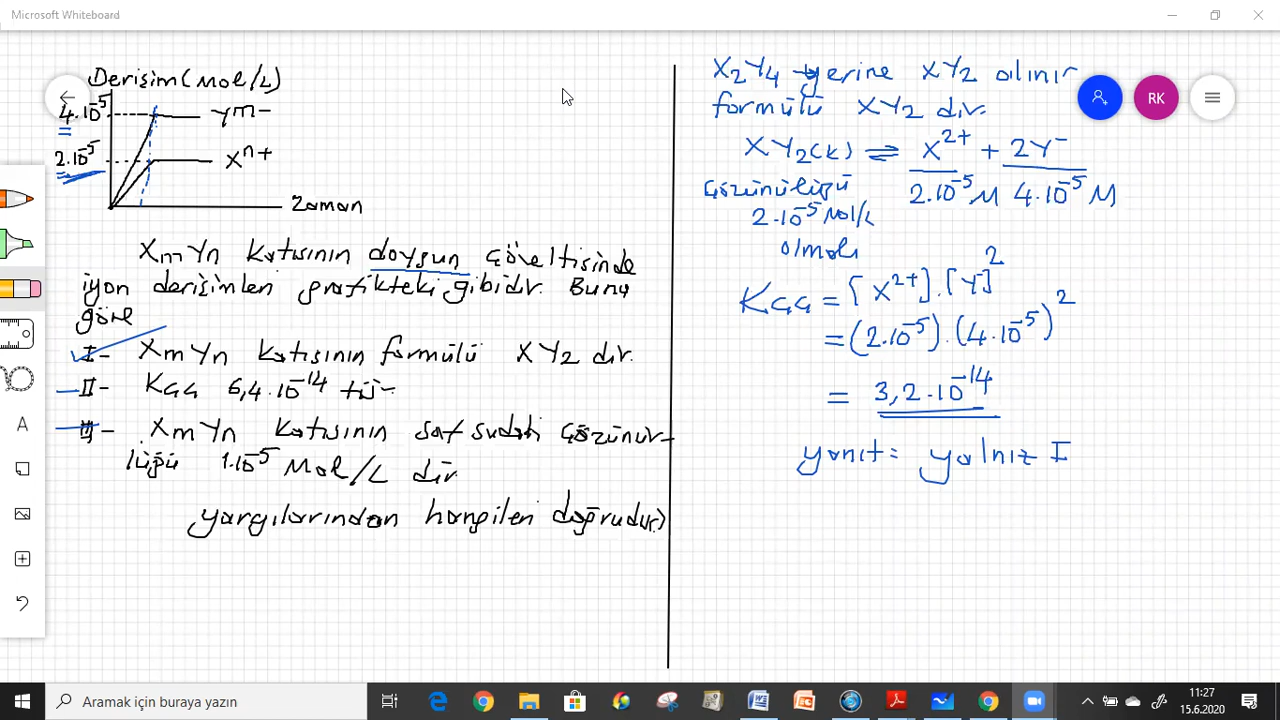 Microsoft Whiteboard
Derişim(Mol/L)
4.10⁻⁵
Yᵐ⁻
2.10⁻⁵
Xⁿ⁺
Zaman
XmYn katısının doygun çözeltisinde
iyon derişimleri grafikteki gibidir. Buna
göre
I- XmYn katısının formülü XY2 dir.
II- Kçç 6,4.10⁻¹⁴ tür
III- XmYn katısının saf sudaki çözünür-
lüğü 1.10⁻⁵ Mol/L dir
yargılarından hangileri doğrudur?
X2Y4 yerine XY2 alınır
formülü XY2 dir.
XY2(k) ⇌ X²⁺ + 2Y⁻
Çözünürlüğü 2.10⁻⁵M 4.10⁻⁵M
2.10⁻⁵ Mol/L
olmalı
Kçç = [X²⁺].[Y⁻]²
= (2.10⁻⁵).(4.10⁻⁵)²
= 3,2.10⁻¹⁴
yanıt: yalnız I
RK
A
Aramak için buraya yazın
11:27
15.6.2020